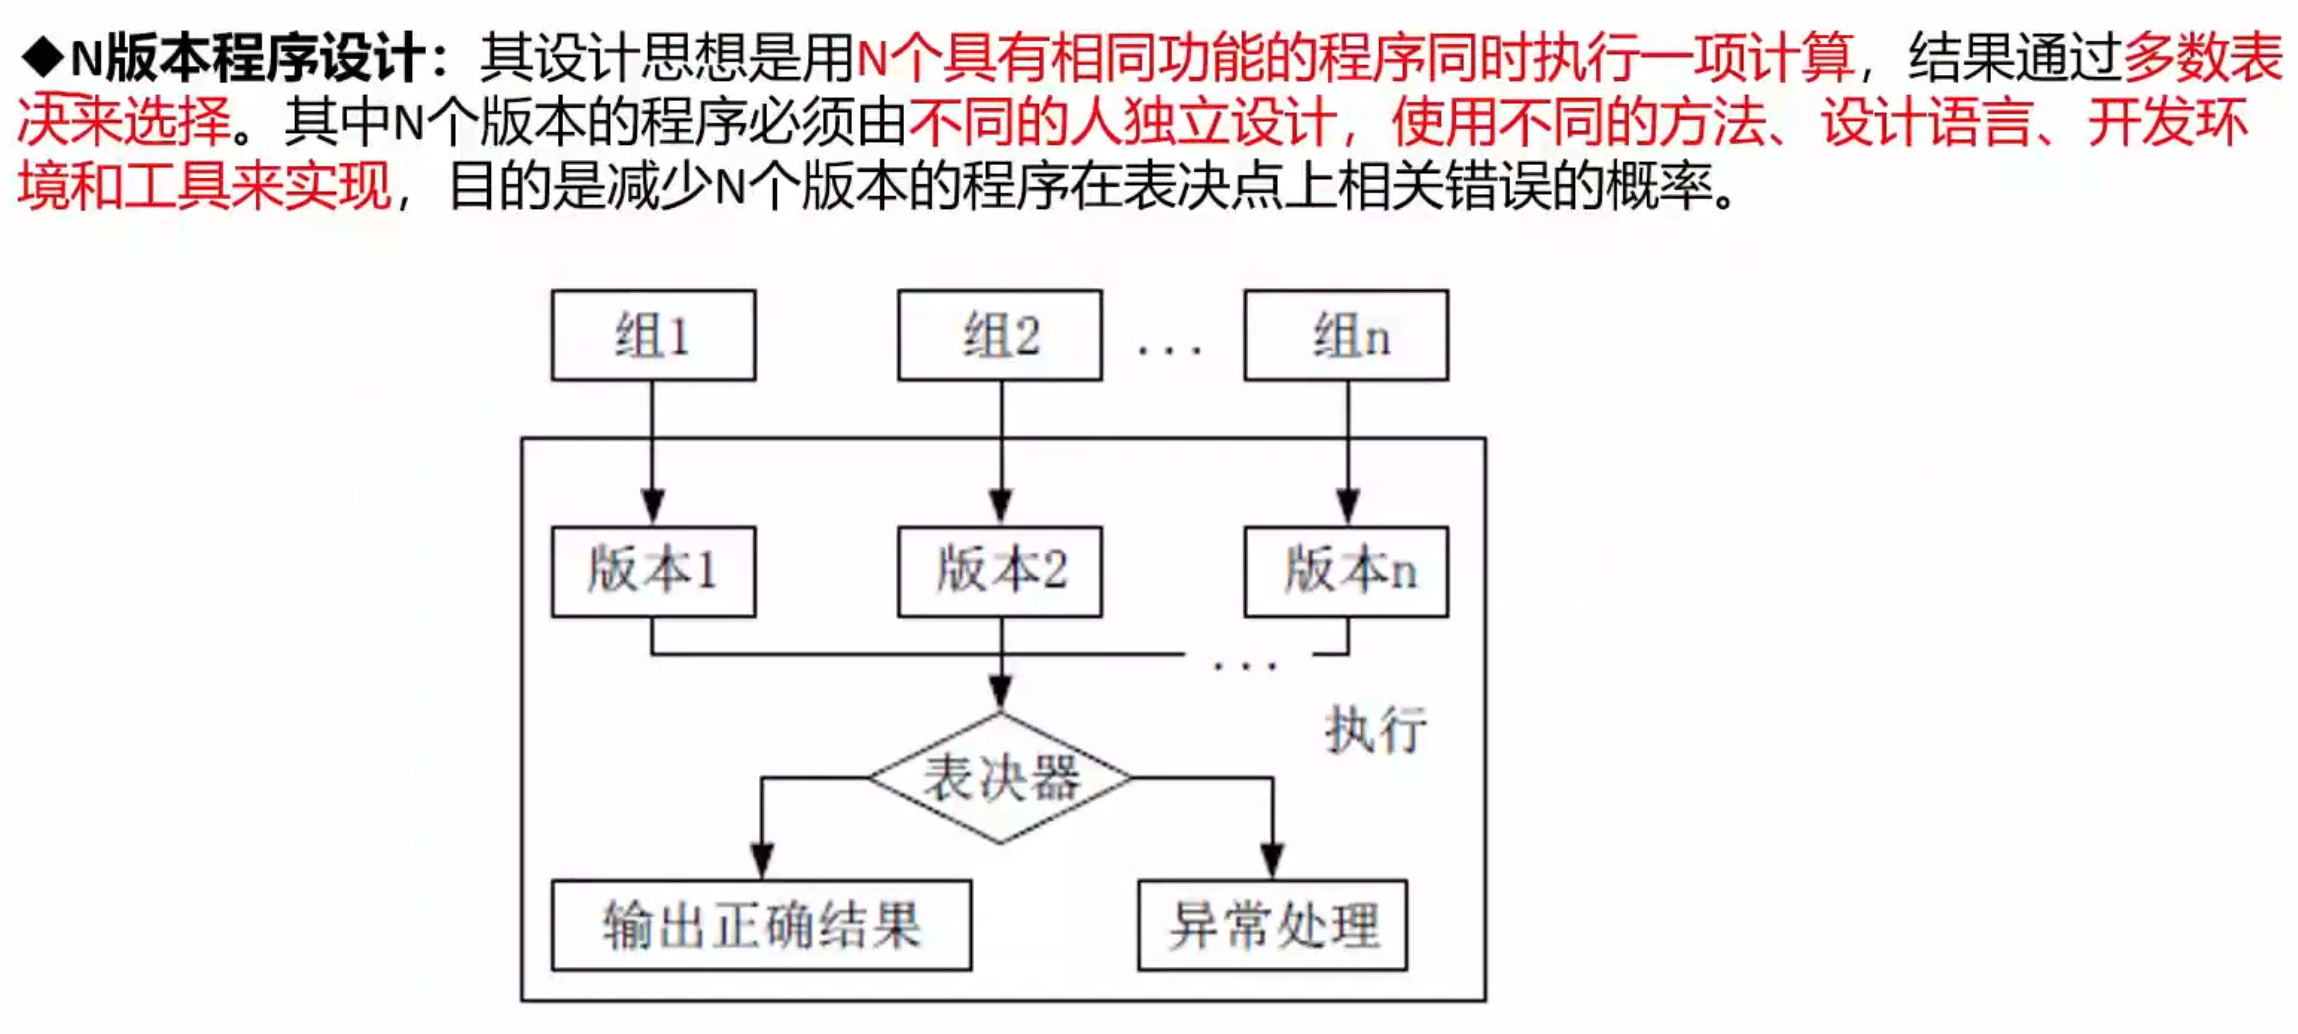 ◆N版本程序设计：其设计思想是用N个具有相同功能的程序同时执行一项计算，结果通过多数表
决来选择。其中N个版本的程序必须由不同的人独立设计，使用不同的方法、设计语言、开发环
境和工具来实现，目的是减少N个版本的程序在表决点上相关错误的概率。
组1 组2 ... 组n
版本1 版本2 版本n
...
执行
表决器
输出正确结果 异常处理